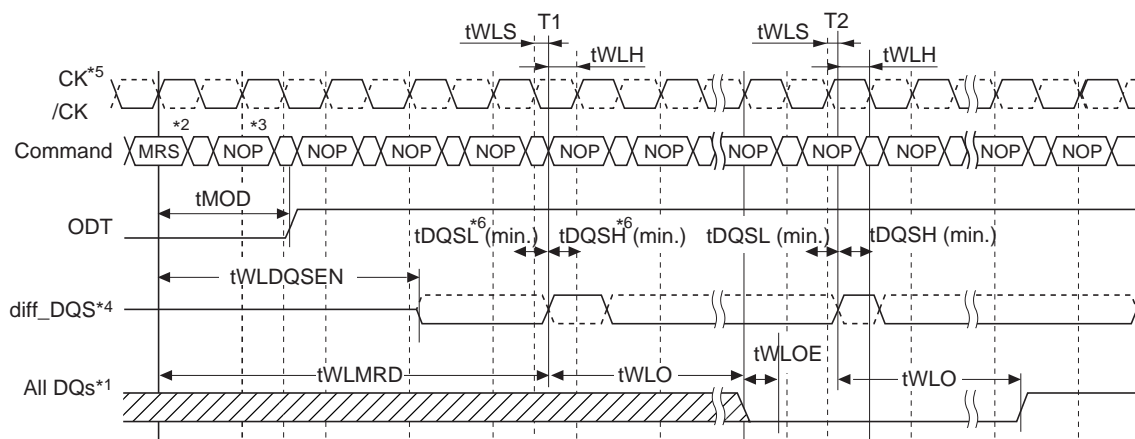 T1 T2
tWLS tWLS
tWLH tWLH
CK*5
/CK
*2 *3
Command MRS NOP NOP NOP NOP NOP NOP NOP NOP NOP NOP NOP
tMOD
ODT
tDQSL*6(min.) tDQSH*6(min.) tDQSL (min.) tDQSH (min.)
tWLDQSEN
diff_DQS*4
tWLOE
tWLMRD tWLO tWLO
All DQs*1